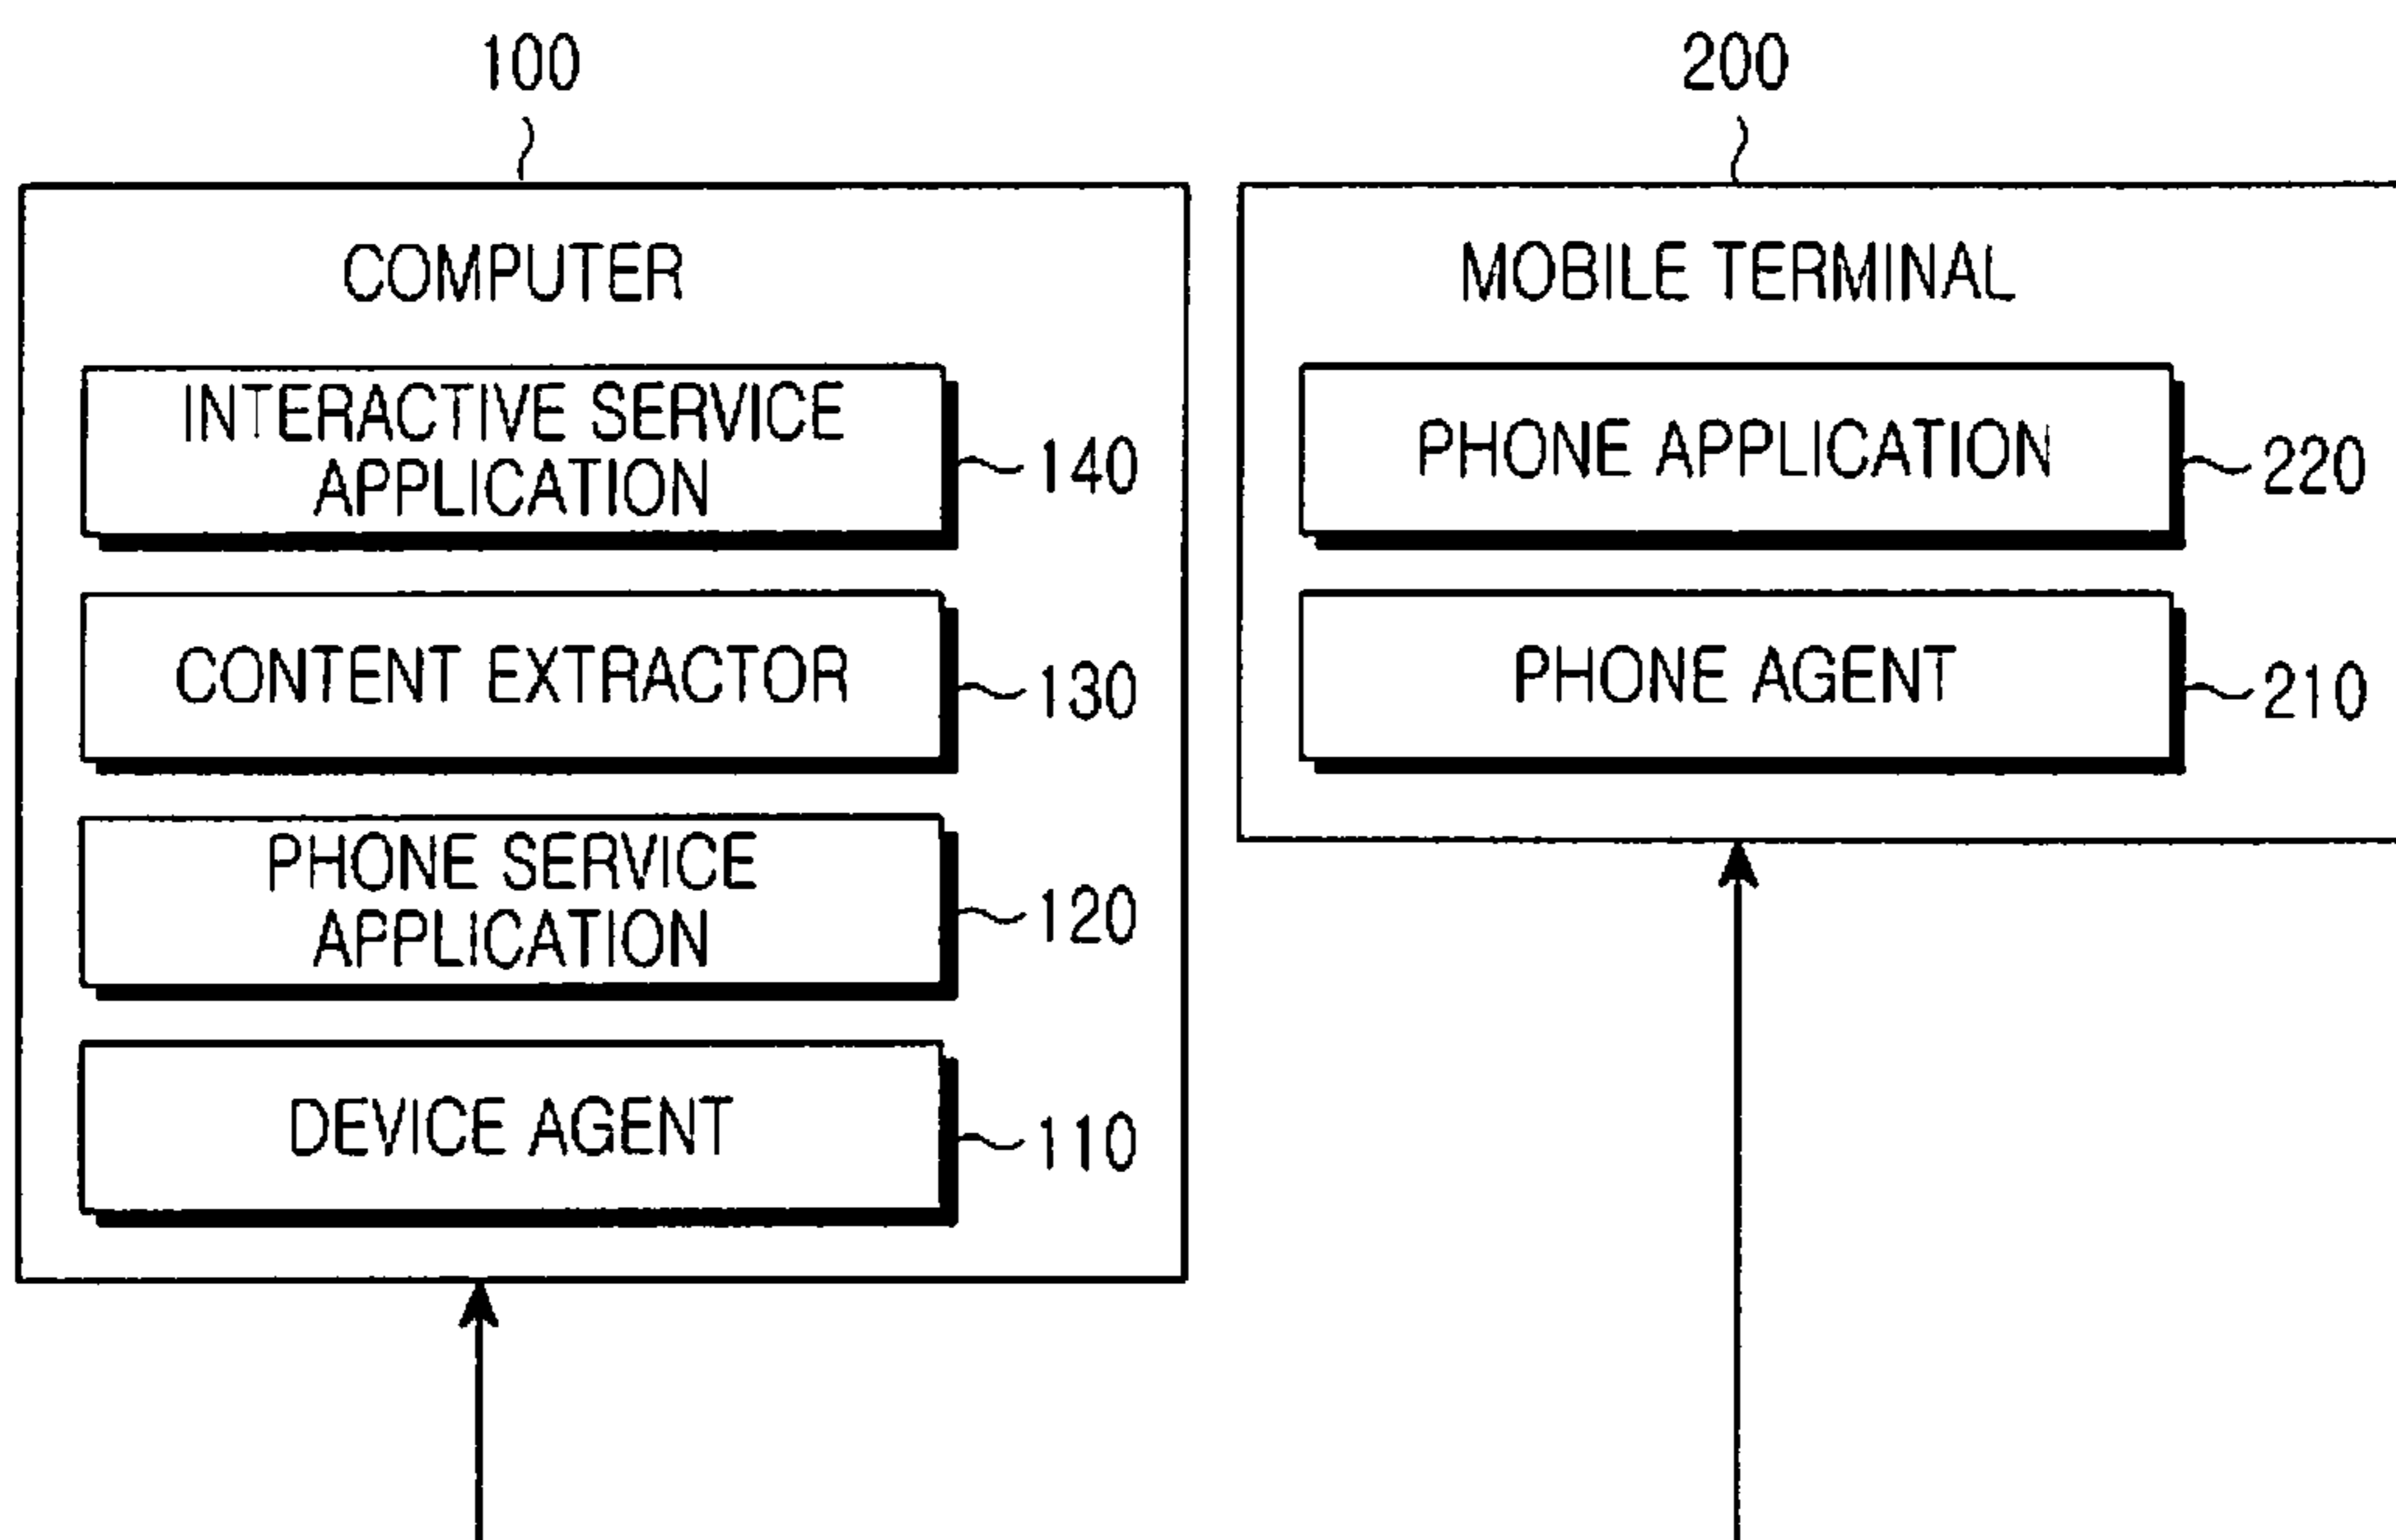 100
COMPUTER
INTERACTIVE SERVICE
APPLICATION
140
CONTENT EXTRACTOR
130
PHONE SERVICE
APPLICATION
120
DEVICE AGENT
110
200
MOBILE TERMINAL
PHONE APPLICATION
220
PHONE AGENT
210